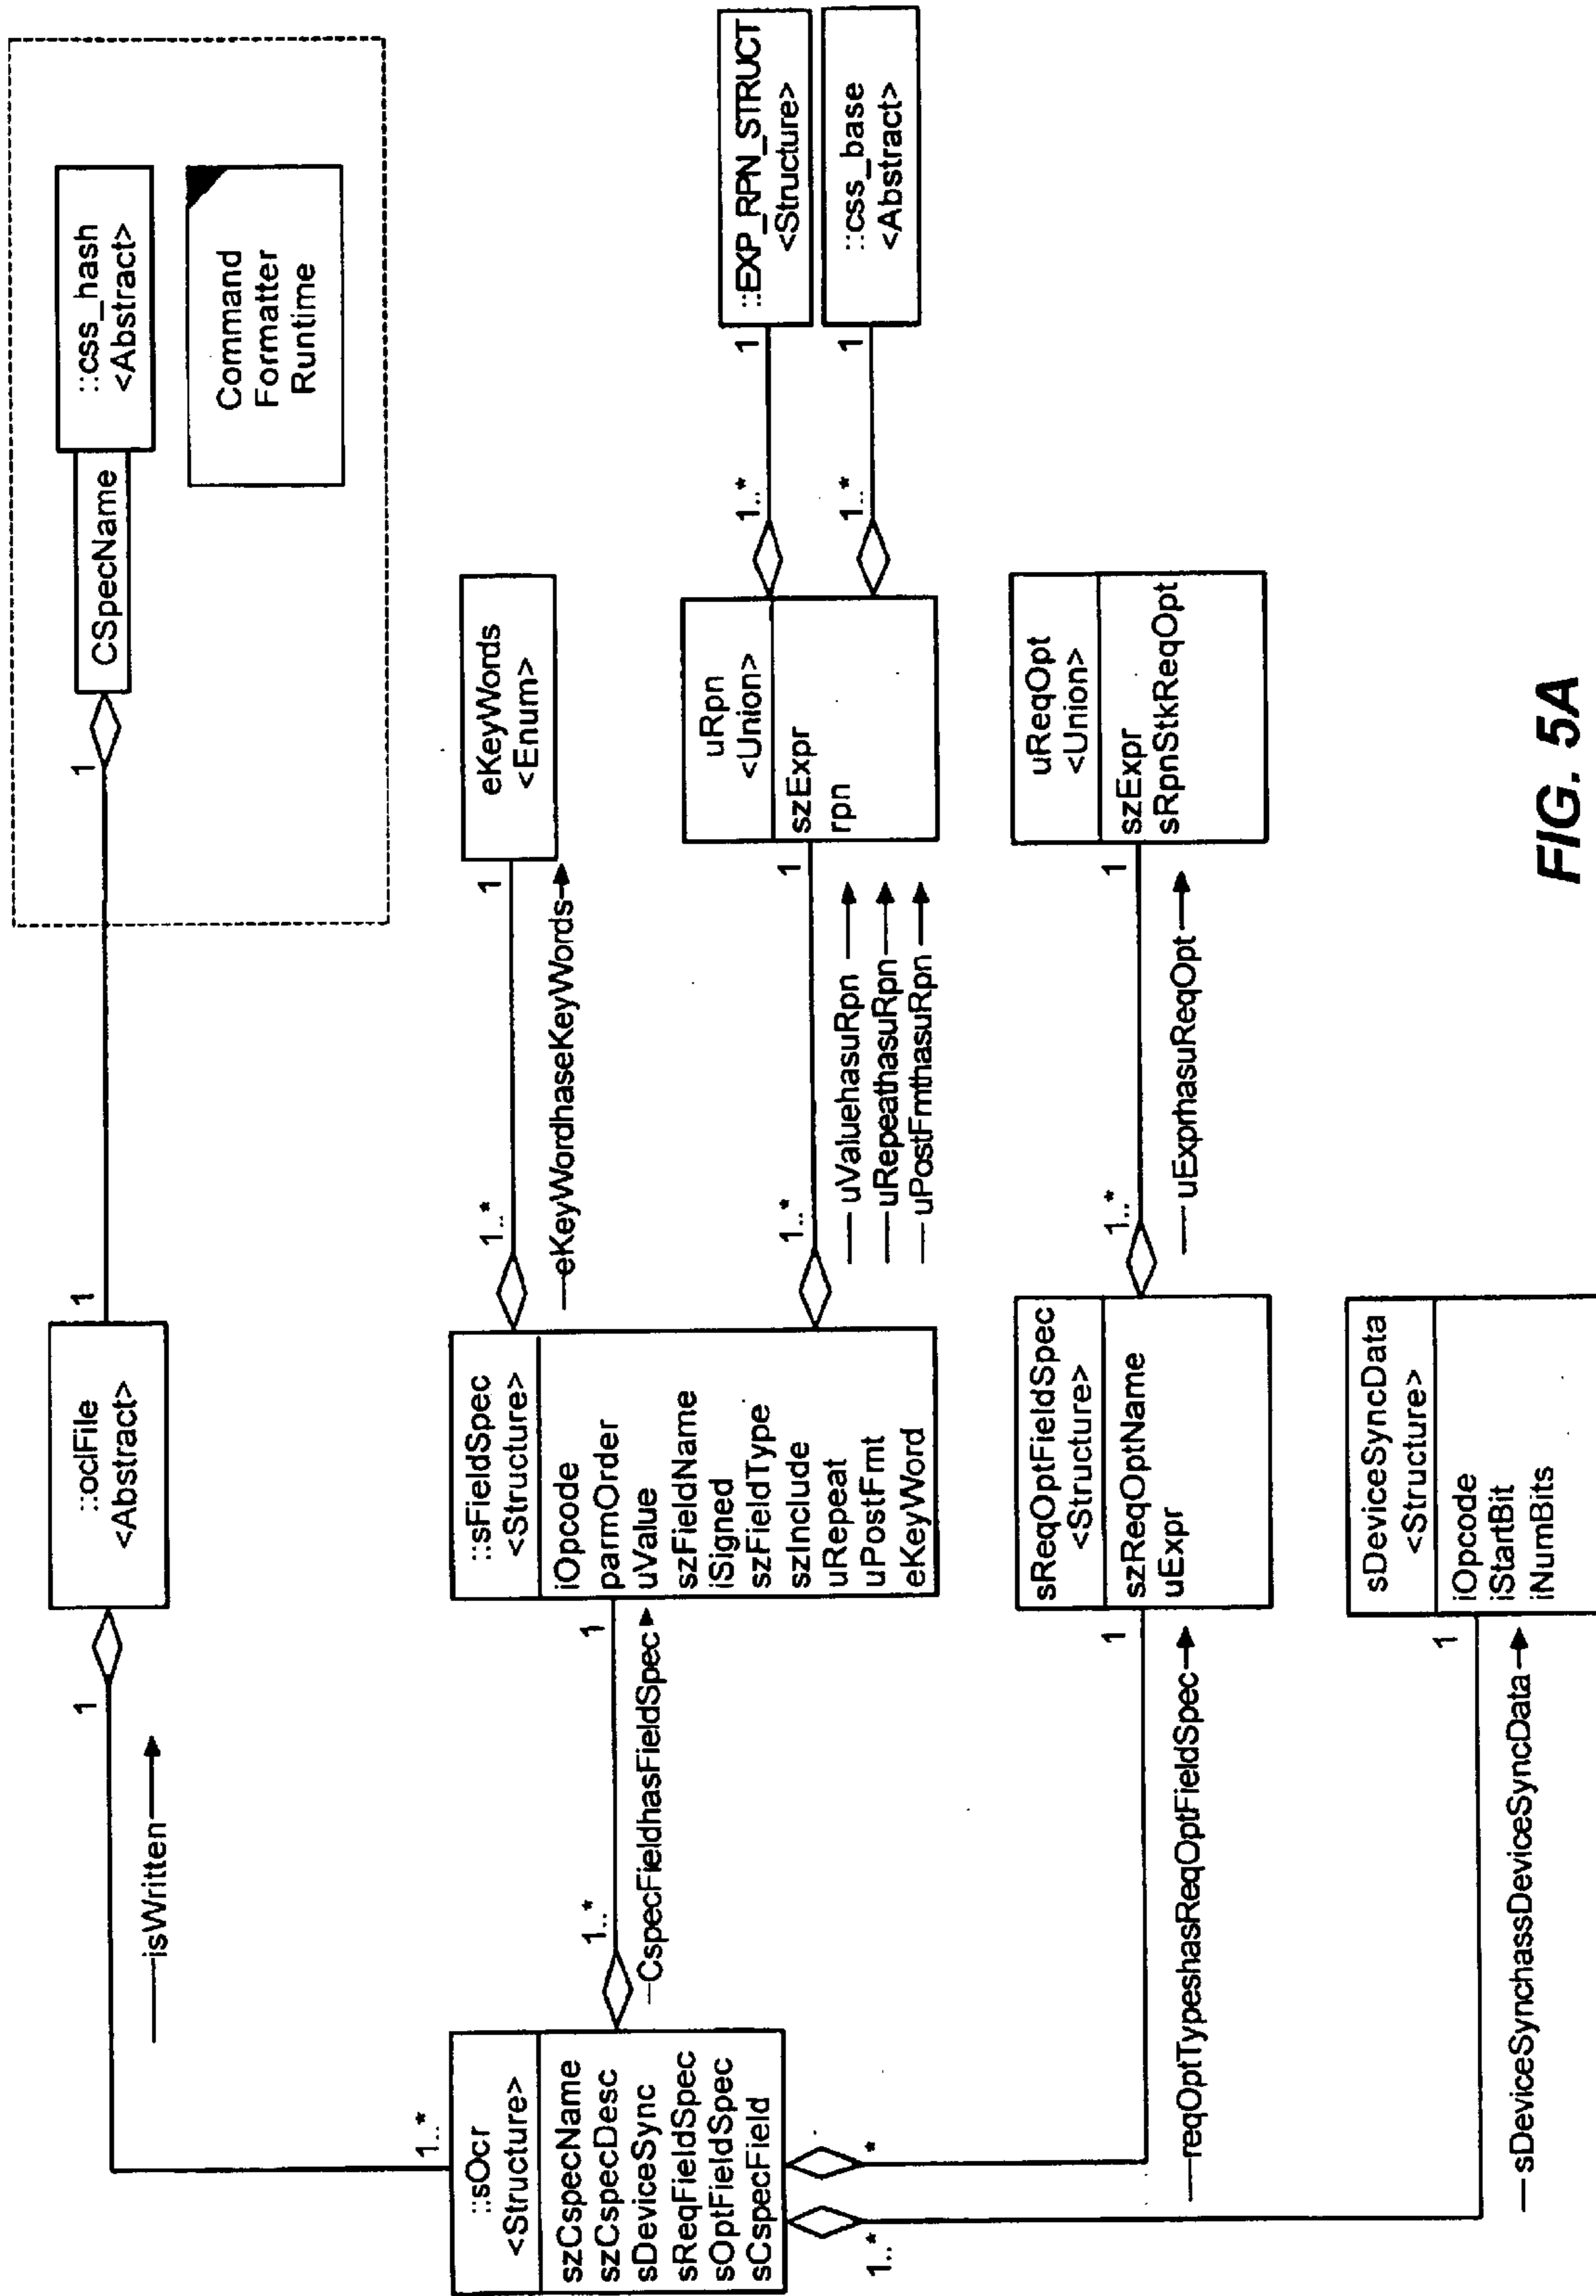 ::css_hash
<Abstract>
CSpecName
1
Command
Formatter
Runtime
1
::oclFile
<Abstract>
1
isWritten
1..*
::sOcr
<Structure>
szCspecName
szCspecDesc
sDeviceSync
sReqFieldSpec
sOptFieldSpec
sCspecField
1..*
CspecFieldhasFieldSpec
1
::sFieldSpec
<Structure>
iOpcode
parmOrder
uValue
szFieldName
iSigned
szFieldType
szInclude
uRepeat
uPostFmt
eKeyWord
1..*
eKeyWordhaseKeyWords
1
eKeyWords
<Enum>
1..*
uValuehasuRpn
uRepeathasuRpn
uPostFmthasuRpn
1
uRpn
<Union>
szExpr
rpn
1..*
1
::EXP_RPN_STRUCT
<Structure>
1..*
1
::css_base
<Abstract>
*
reqOptTypeshasReqOptFieldSpec
1
sReqOptFieldSpec
<Structure>
szReqOptName
uExpr
1..*
uExprhasuReqOpt
1
uReqOpt
<Union>
szExpr
sRpnStkReqOpt
1..*
sDeviceSynchassDeviceSyncData
1
sDeviceSyncData
<Structure>
iOpcode
iStartBit
iNumBits
FIG. 5A